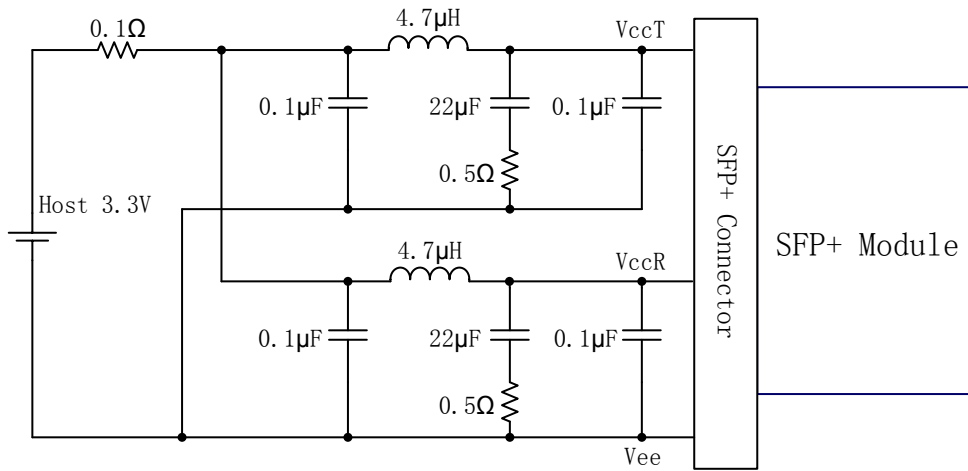 4.7μH
0.1Ω
VccT
0.1μF
22μF
0.1μF
0.5Ω
Host 3.3V
SFP+ Connector
SFP+ Module
4.7μH
VccR
0.1μF
22μF
0.1μF
0.5Ω
Vee